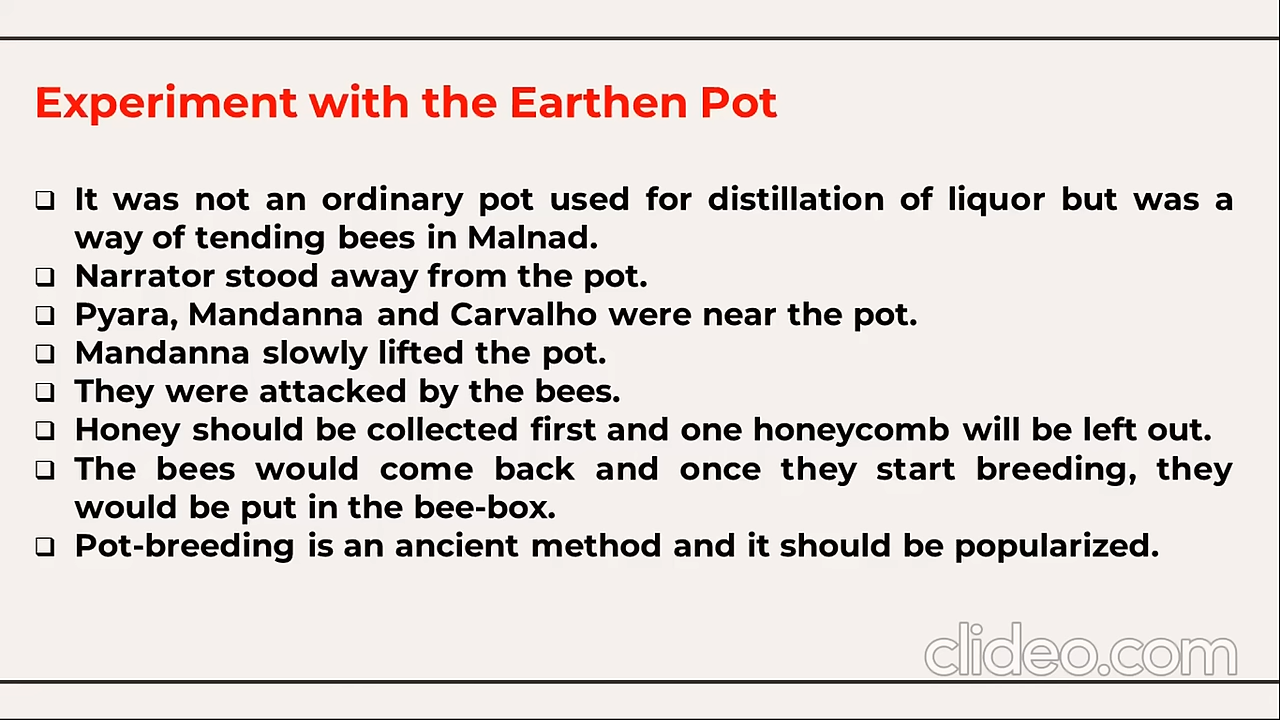 Experiment with the Earthen Pot
❑ It was not an ordinary pot used for distillation of liquor but was a
way of tending bees in Malnad.
❑ Narrator stood away from the pot.
❑ Pyara, Mandanna and Carvalho were near the pot.
❑ Mandanna slowly lifted the pot.
❑ They were attacked by the bees.
❑ Honey should be collected first and one honeycomb will be left out.
❑ The bees would come back and once they start breeding, they
would be put in the bee-box.
❑ Pot-breeding is an ancient method and it should be popularized.
clideo.com